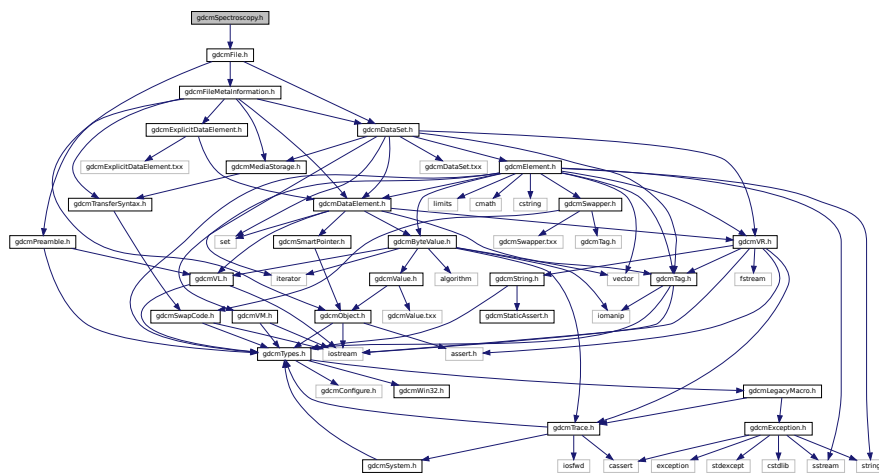 gdcmSpectroscopy.h
gdcmFile.h
gdcmFileMetaInformation.h
gdcmExplicitDataElement.h
gdcmDataSet.h
gdcmExplicitDataElement.txx
gdcmMediaStorage.h
gdcmDataSet.txx
gdcmElement.h
gdcmTransferSyntax.h
gdcmDataElement.h
limits
cmath
cstring
gdcmSwapper.h
gdcmPreamble.h
set
gdcmSmartPointer.h
gdcmByteValue.h
gdcmSwapper.txx
gdcmTag.h
gdcmVR.h
gdcmVL.h
iterator
gdcmValue.h
algorithm
gdcmString.h
vector
gdcmTag.h
fstream
gdcmSwapCode.h
gdcmVM.h
gdcmObject.h
gdcmValue.txx
gdcmStaticAssert.h
iomanip
gdcmTypes.h
iostream
assert.h
gdcmConfigure.h
gdcmWin32.h
gdcmLegacyMacro.h
gdcmTrace.h
gdcmException.h
gdcmSystem.h
iosfwd
cassert
exception
stdexcept
cstdlib
sstream
string